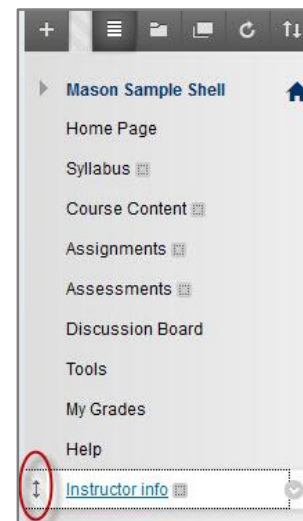 Mason Sample Shell
Home Page
Syllabus
Course Content
Assignments
Assessments
Discussion Board
Tools
My Grades
Help
Instructor info